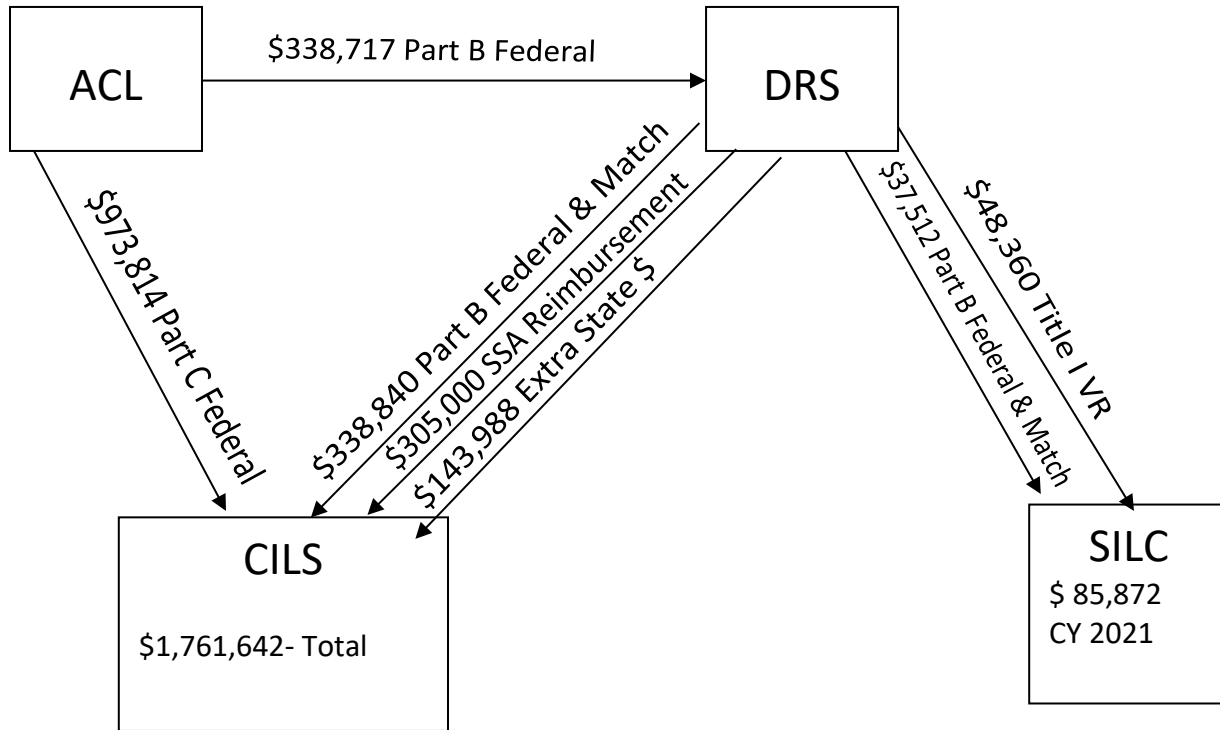 ACL
$338,717 Part B Federal
DRS
$973,814 Part C Federal
$338,840 Part B Federal & Match
$305,000 SSA Reimbursement
$143,988 Extra State $
$37,512 Part B Federal & Match
$48,360 Title I VR
CILS
$1,761,642- Total
SILC
$ 85,872
CY 2021